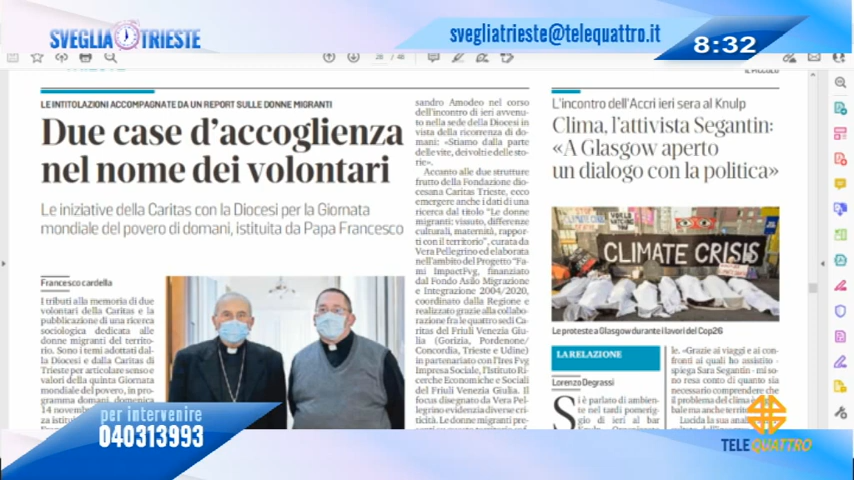 SVEGLIA TRIESTE
svegliatrieste@telequattro.it
8:32
IL PICCOLO
LE INTITOLAZIONI ACCOMPAGNATE DA UN REPORT SULLE DONNE MIGRANTI
Due case d'accoglienza
nel nome dei volontari
Le iniziative della Caritas con la Diocesi per la Giornata
mondiale del povero di domani, istituita da Papa Francesco
Francesco cardella
I tributi alla memoria di due
volontari della Caritas e la
pubblicazione di una ricerca
sociologica dedicata alle
donne migranti del territo-
rio. Sono i temi adottati dal-
la Diocesi e dalla Caritas di
Trieste per articolare senso e
valori della quinta Giornata
mondiale del povero, in pro-
gramma domani, domenica
14 novem
istitu
sandro Amodeo nel corso
dell'incontro di ieri avvenu-
to nella sede della Diocesi in
vista della ricorrenza di do-
mani: «Stiamo dalla parte
delle vite, dei volti e delle sto-
rie».
Accanto alle due strutture
frutto della Fondazione dio-
cesana Caritas Trieste, ecco
emergere anche i dati di una
ricerca dal titolo "Le donne
migranti: vissuto, differenze
culturali, maternità, rappor-
ti con il territorio", curata da
Vera Pellegrino ed elaborata
nell'ambito del Progetto "Fa-
mi ImpactFvg, finanziato
dal Fondo Asilo Migrazione
e Integrazione 2004/2020,
coordinato dalla Regione e
realizzato grazie alla collabo-
razione fra le quattro sedi Ca-
ritas del Friuli Venezia Giu-
lia (Gorizia, Pordenone/
Concordia, Trieste e Udine)
in partenariato con l'Ires Fvg
Impresa Sociale, l'Istituto Ri-
cerche Economiche e Sociali
del Friuli Venezia Giulia. Il
focus disegnato da Vera Pel-
legrino evidenzia diverse cri-
ticità. Le donne migranti pre-
L'incontro dell'Accri ieri sera al Knulp
Clima, l'attivista Segantin:
«A Glasgow aperto
un dialogo con la politica»
CLIMATE CRISIS
Le proteste a Glasgow durante i lavori del Cop26
LA RELAZIONE
Lorenzo Degrassi
Si è parlato di ambien-
te nel tardi pomerig-
gio di ieri al bar
le. «Grazie ai viaggi e ai con-
fronti ai quali ho assistito -
spiega Sara Segantin - mi so-
no resa conto di quanto sia
necessario comprendere che
il problema del clima è
bale ma anche territo
Lucida la sua anal
per intervenire
040313993
TELEQUATTRO